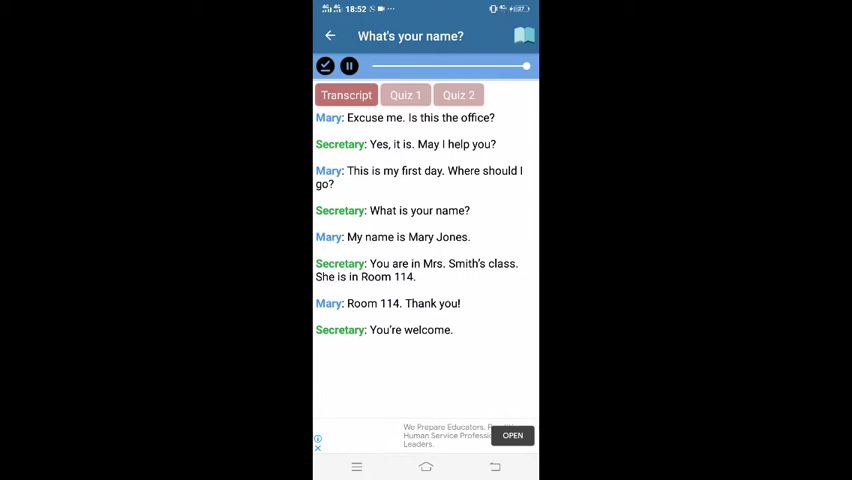 18:52
What's your name?
Transcript Quiz 1 Quiz 2
Mary: Excuse me. Is this the office?
Secretary: Yes, it is. May I help you?
Mary: This is my first day. Where should I
go?
Secretary: What is your name?
Mary: My name is Mary Jones.
Secretary: You are in Mrs. Smith's class.
She is in Room 114.
Mary: Room 114. Thank you!
Secretary: You're welcome.
We Prepare Educators,
Human Service
Leaders.
OPEN